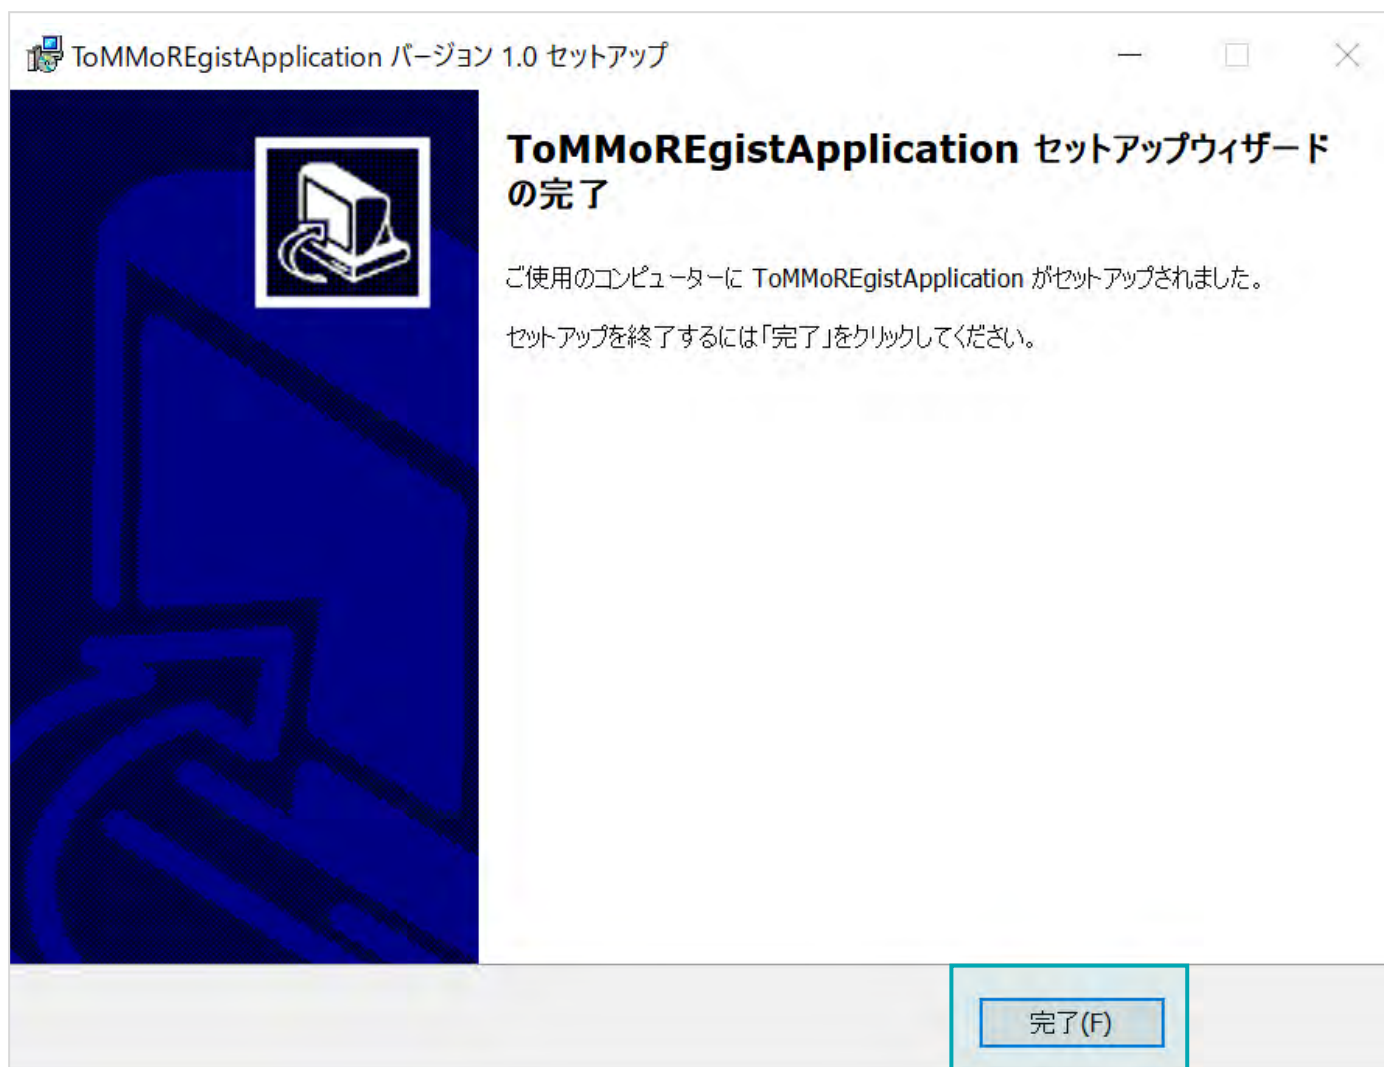 ToMMoREgistApplication バージョン 1.0 セットアップ
ToMMoREgistApplication セットアップウィザード
の完了
ご使用のコンピューターに ToMMoREgistApplication がセットアップされました。
セットアップを終了するには「完了」をクリックしてください。
完了(F)